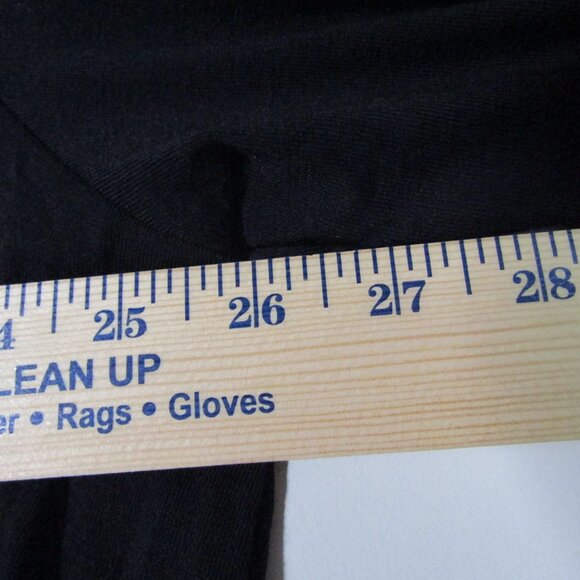 4 25 26 27 28
LEAN UP
er • Rags • Gloves